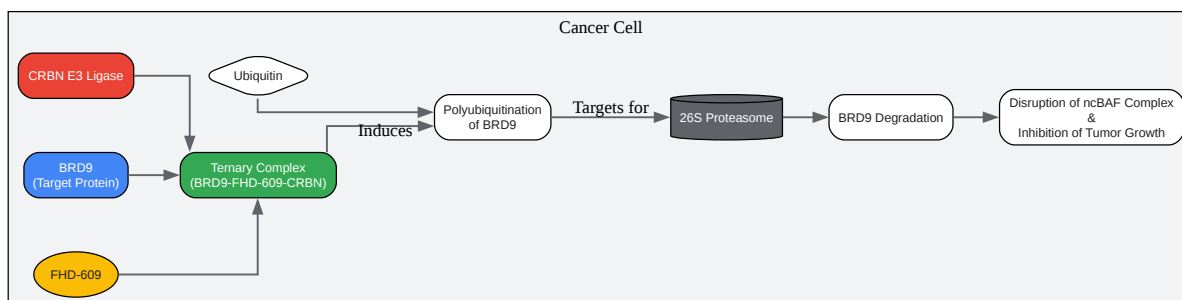 Cancer Cell
CRBN E3 Ligase
Ubiquitin
BRD9
(Target Protein)
FHD-609
Ternary Complex
(BRD9-FHD-609-CRBN)
Induces
Polyubiquitination
of BRD9
Targets for
26S Proteasome
BRD9 Degradation
Disruption of ncBAF Complex
&
Inhibition of Tumor Growth